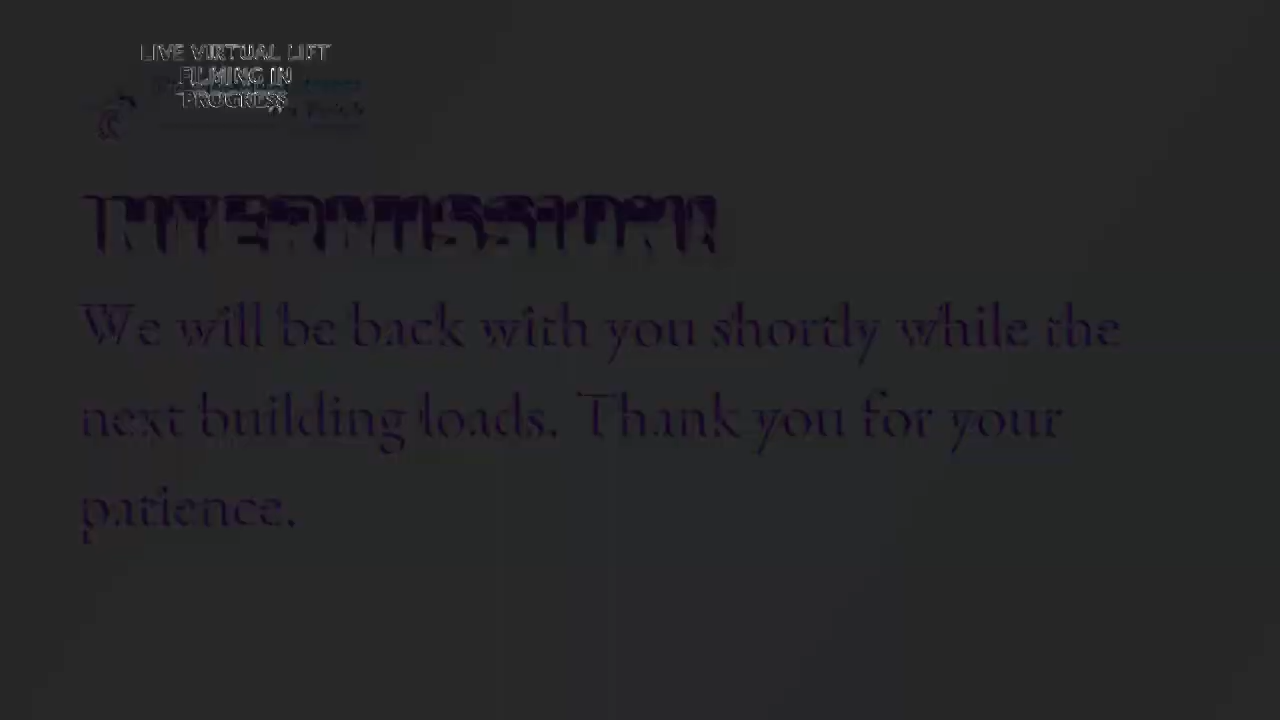 LIVE VIRTUAL LIFT
FILMING IN
PROGRESS
INTERMISSION!
We will be back with you shortly while the
next building loads. Thank you for your
patience.